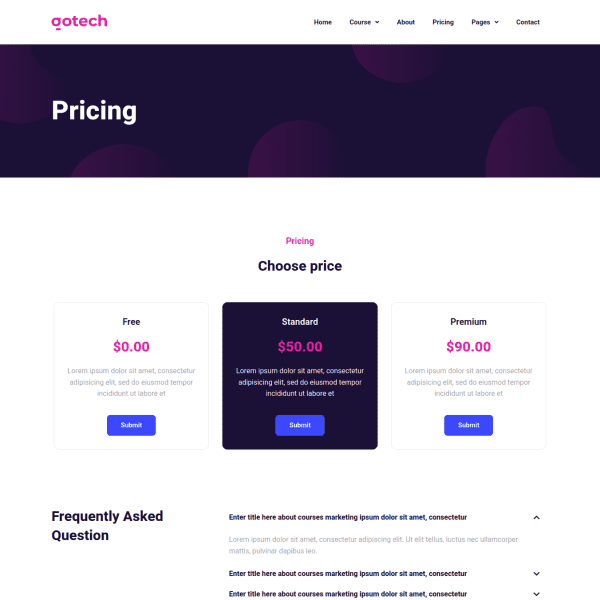 gotech
Home Course About Pricing Pages Contact
Pricing
Pricing
Choose price
Free
$0.00
Lorem ipsum dolor sit amet, consectetur
adipisicing elit, sed do eiusmod tempor
incididunt ut labore et
Submit
Standard
$50.00
Lorem ipsum dolor sit amet, consectetur
adipisicing elit, sed do eiusmod tempor
incididunt ut labore et
Submit
Premium
$90.00
Lorem ipsum dolor sit amet, consectetur
adipisicing elit, sed do eiusmod tempor
incididunt ut labore et
Submit
Frequently Asked
Question
Enter title here about courses marketing ipsum dolor sit amet, consectetur
Lorem ipsum dolor sit amet, consectetur adipiscing elit. Ut elit tellus, luctus nec ullamcorper
mattis, pulvinar dapibus leo.
Enter title here about courses marketing ipsum dolor sit amet, consectetur
Enter title here about courses marketing ipsum dolor sit amet, consectetur